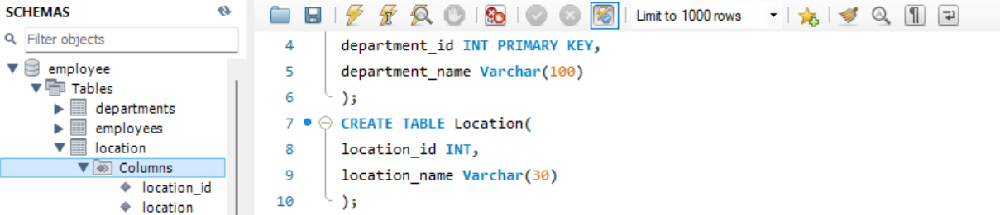 SCHEMAS
Filter objects
employee
Tables
departments
employees
location
Columns
location_id
location
Limit to 1000 rows
4 department_id INT PRIMARY KEY,
5 department_name Varchar(100)
6 );
7 CREATE TABLE Location(
8 location_id INT,
9 location_name Varchar(30)
10 );